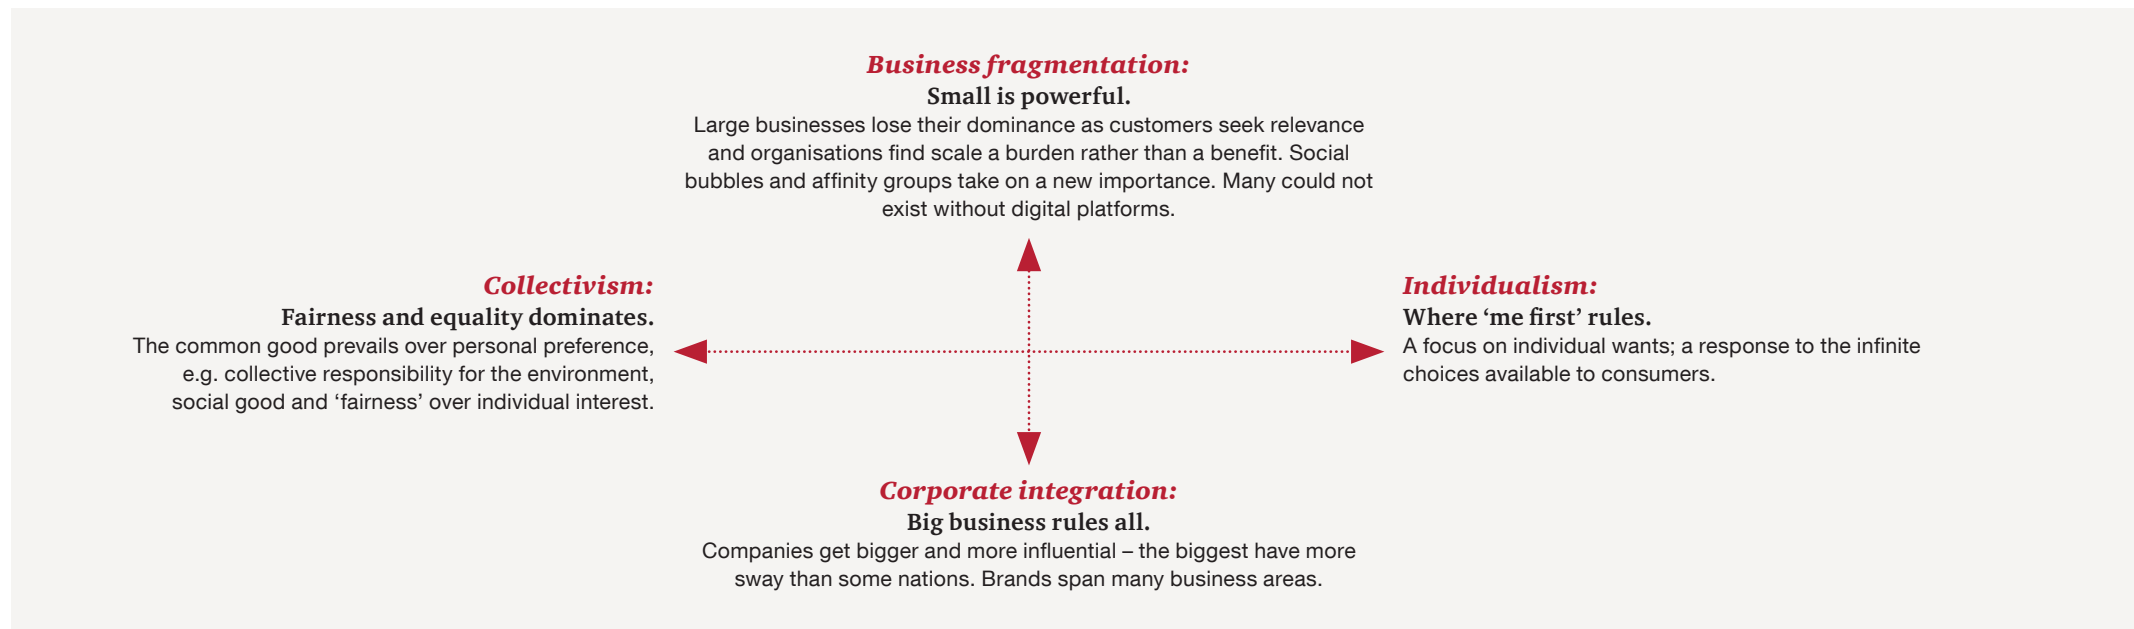 Business fragmentation:
Small is powerful.
Large businesses lose their dominance as customers seek relevance
and organisations find scale a burden rather than a benefit. Social
bubbles and affinity groups take on a new importance. Many could not
exist without digital platforms.
Collectivism:
Fairness and equality dominates.
The common good prevails over personal preference,
e.g. collective responsibility for the environment,
social good and ‘fairness’ over individual interest.
Individualism:
Where ‘me first’ rules.
A focus on individual wants; a response to the infinite
choices available to consumers.
Corporate integration:
Big business rules all.
Companies get bigger and more influential – the biggest have more
sway than some nations. Brands span many business areas.